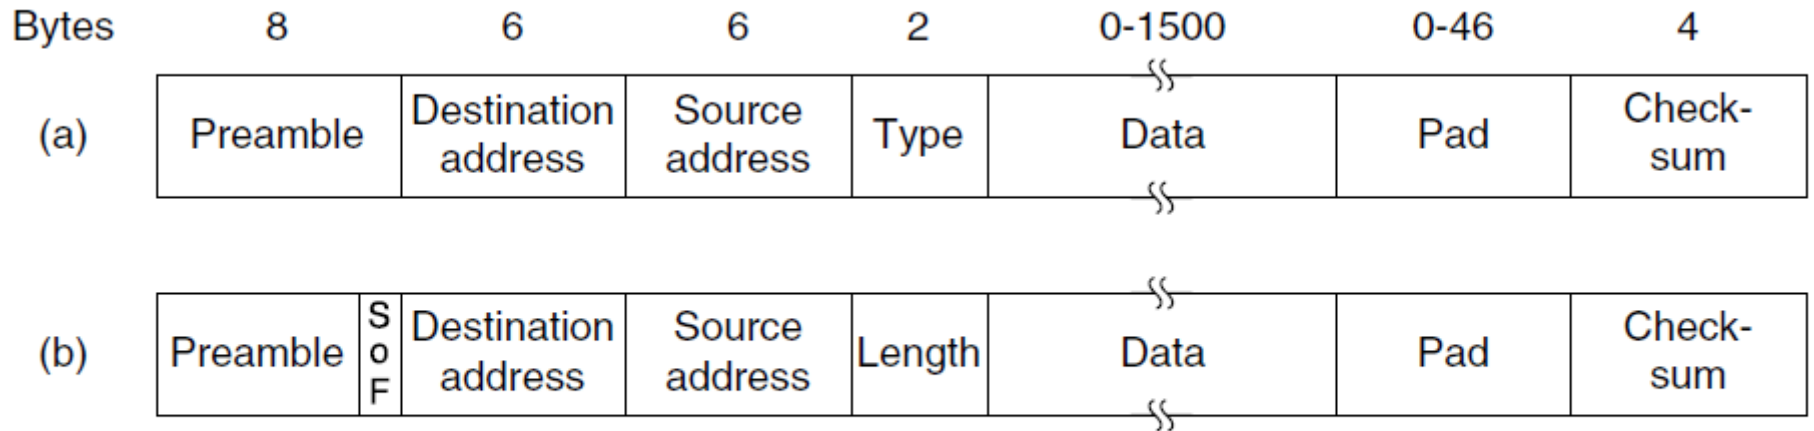 Bytes 8 6 6 2 0-1500 0-46 4
(a) Preamble Destination address Source address Type Data Pad Check-sum
(b) Preamble SoF Destination address Source address Length Data Pad Check-sum